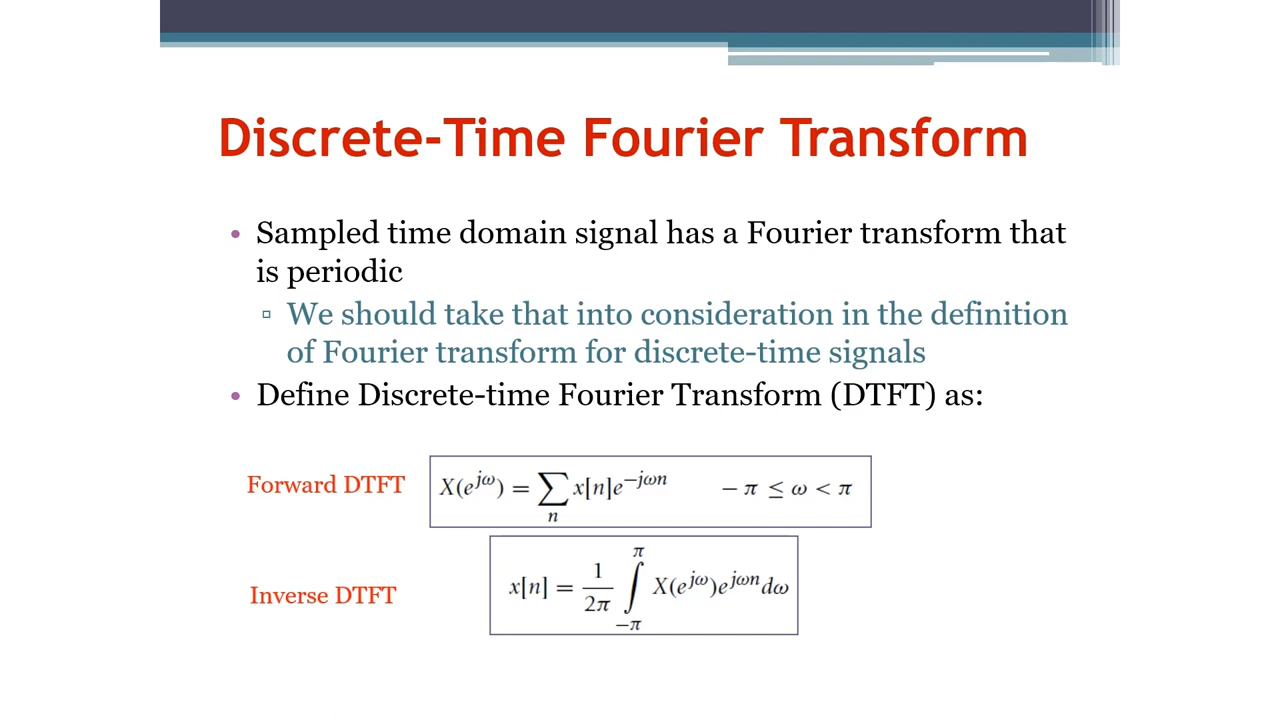 Discrete-Time Fourier Transform
• Sampled time domain signal has a Fourier transform that
is periodic
▫ We should take that into consideration in the definition
of Fourier transform for discrete-time signals
• Define Discrete-time Fourier Transform (DTFT) as:
Forward DTFT X(e^{jω}) = ∑_n x[n]e^{−jωn} − π ≤ ω < π
Inverse DTFT x[n] = \frac{1}{2π} ∫_{−π}^{π} X(e^{jω})e^{jωn}dω